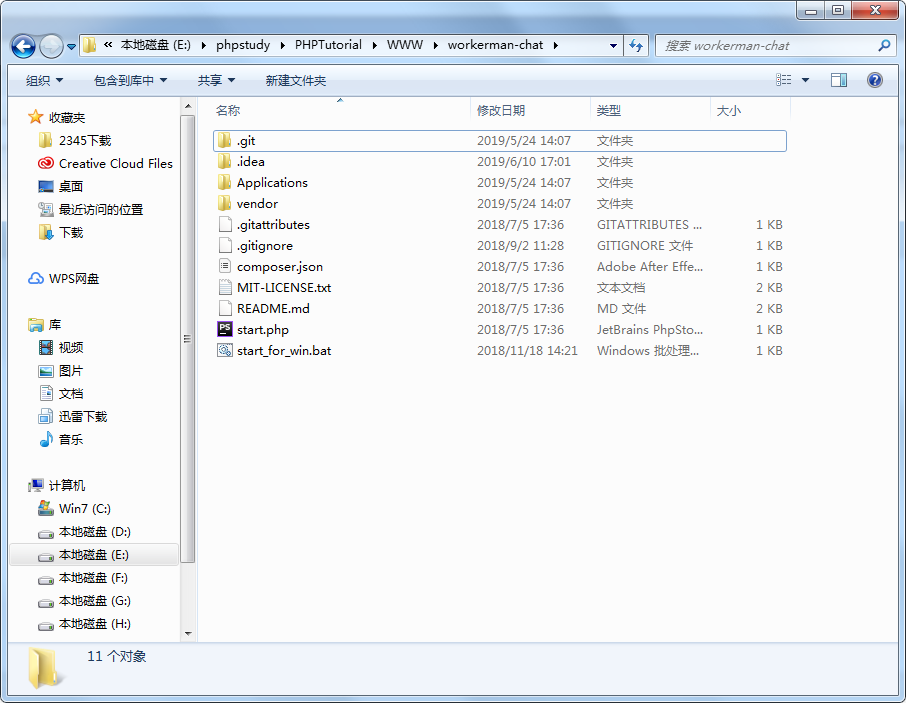 « 本地磁盘 (E:) phpstudy PHPTutorial WWW workerman-chat 搜索 workerman-chat
组织 包含到库中 共享 新建文件夹
收藏夹
2345下载
Creative Cloud Files
桌面
最近访问的位置
下载
WPS网盘
库
视频
图片
文档
迅雷下载
音乐
计算机
Win7 (C:)
本地磁盘 (D:)
本地磁盘 (E:)
本地磁盘 (F:)
本地磁盘 (G:)
本地磁盘 (H:)
名称 修改日期 类型 大小
.git 2019/5/24 14:07 文件夹
.idea 2019/6/10 17:01 文件夹
Applications 2019/5/24 14:07 文件夹
vendor 2019/5/24 14:07 文件夹
.gitattributes 2018/7/5 17:36 GITATTRIBUTES ... 1 KB
.gitignore 2018/9/2 11:28 GITIGNORE 文件 1 KB
composer.json 2018/7/5 17:36 Adobe After Effe... 1 KB
MIT-LICENSE.txt 2018/7/5 17:36 文本文档 2 KB
README.md 2018/7/5 17:36 MD 文件 2 KB
PS start.php 2018/7/5 17:36 JetBrains PhpSto... 1 KB
start_for_win.bat 2018/11/18 14:21 Windows 批处理... 1 KB
11 个对象